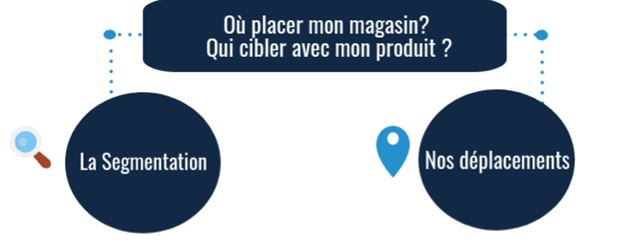 Où placer mon magasin?
Qui cibler avec mon produit ?
La Segmentation
Nos déplacements